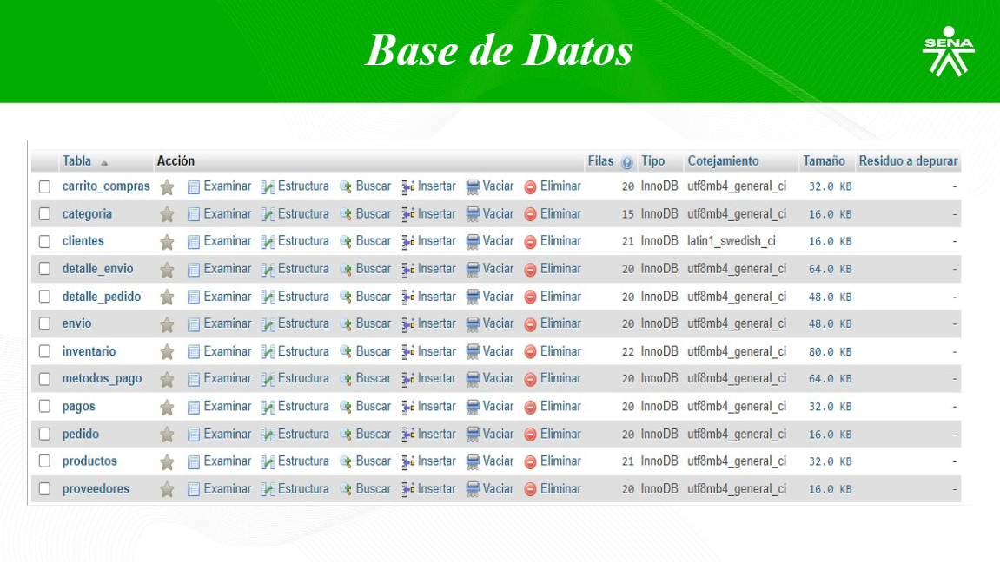 Base de Datos
SENA
Tabla Acción Filas Tipo Cotejamiento Tamaño Residuo a depurar
carrito_compras Examinar Estructura Buscar Insertar Vaciar Eliminar 20 InnoDB utf8mb4_general_ci 32.0 KB -
categoria Examinar Estructura Buscar Insertar Vaciar Eliminar 15 InnoDB utf8mb4_general_ci 16.0 KB -
clientes Examinar Estructura Buscar Insertar Vaciar Eliminar 21 InnoDB latin1_swedish_ci 16.0 KB -
detalle_envio Examinar Estructura Buscar Insertar Vaciar Eliminar 20 InnoDB utf8mb4_general_ci 64.0 KB -
detalle_pedido Examinar Estructura Buscar Insertar Vaciar Eliminar 20 InnoDB utf8mb4_general_ci 48.0 KB -
envio Examinar Estructura Buscar Insertar Vaciar Eliminar 20 InnoDB utf8mb4_general_ci 48.0 KB -
inventario Examinar Estructura Buscar Insertar Vaciar Eliminar 22 InnoDB utf8mb4_general_ci 80.0 KB -
metodos_pago Examinar Estructura Buscar Insertar Vaciar Eliminar 20 InnoDB utf8mb4_general_ci 64.0 KB -
pagos Examinar Estructura Buscar Insertar Vaciar Eliminar 20 InnoDB utf8mb4_general_ci 32.0 KB -
pedido Examinar Estructura Buscar Insertar Vaciar Eliminar 20 InnoDB utf8mb4_general_ci 16.0 KB -
productos Examinar Estructura Buscar Insertar Vaciar Eliminar 21 InnoDB utf8mb4_general_ci 32.0 KB -
proveedores Examinar Estructura Buscar Insertar Vaciar Eliminar 20 InnoDB utf8mb4_general_ci 16.0 KB -